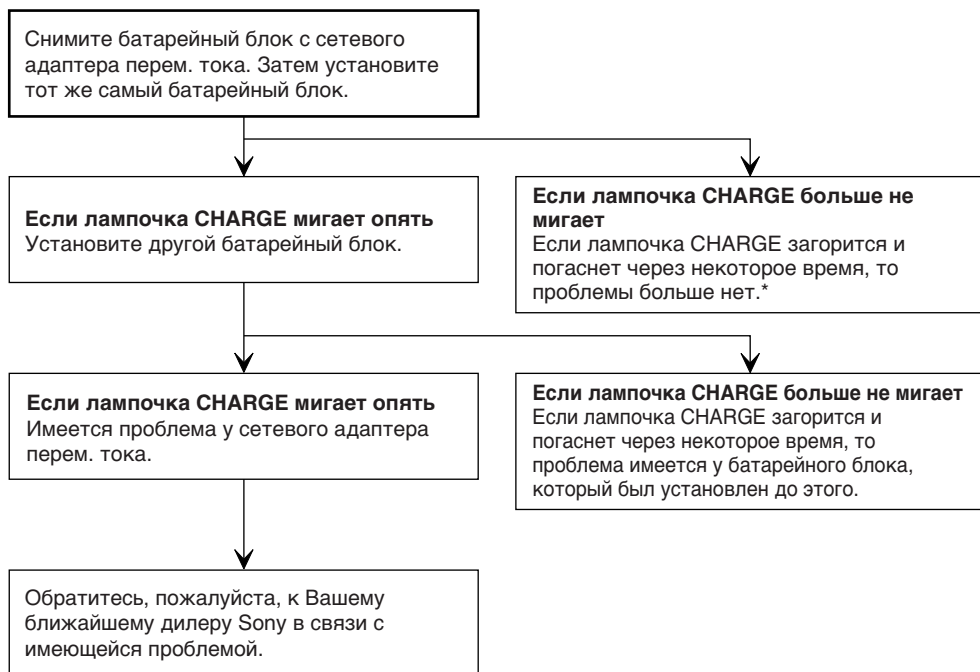 Снимите батарейный блок с сетевого
адаптера перем. тока. Затем установите
тот же самый батарейный блок.
Если лампочка CHARGE мигает опять
Установите другой батарейный блок.
Если лампочка CHARGE больше не
мигает
Если лампочка CHARGE загорится и
погаснет через некоторое время, то
проблемы больше нет.*
Если лампочка CHARGE мигает опять
Имеется проблема у сетевого адаптера
перем. тока.
Если лампочка CHARGE больше не мигает
Если лампочка CHARGE загорится и
погаснет через некоторое время, то
проблема имеется у батарейного блока,
который был установлен до этого.
Обратитесь, пожалуйста, к Вашему
ближайшему дилеру Sony в связи с
имеющейся проблемой.